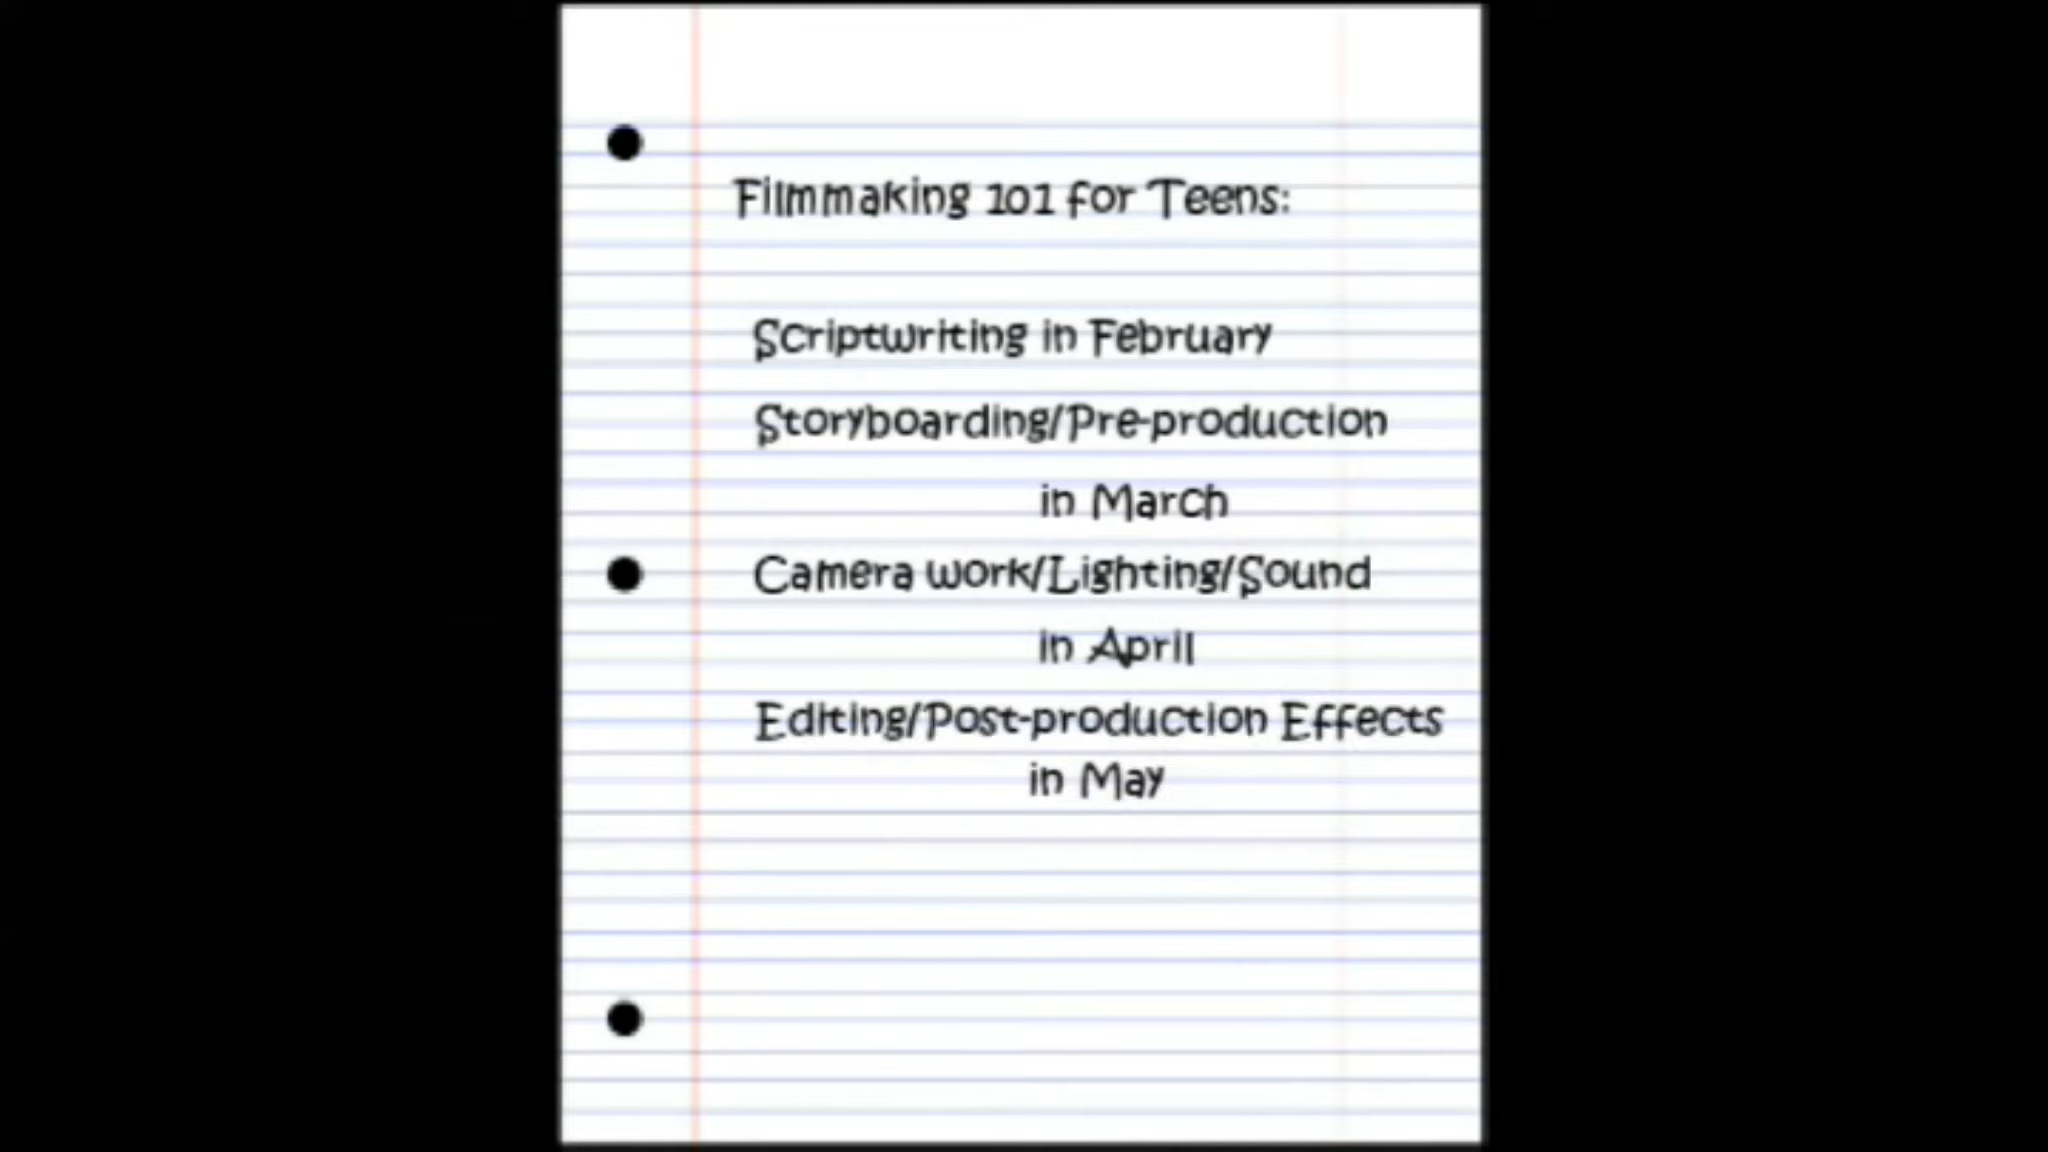 Filmmaking 101 for Teens:
Scriptwriting in February
Storyboarding/Pre-production
in March
Camera work/Lighting/Sound
in April
Editing/Post-production Effects
in May